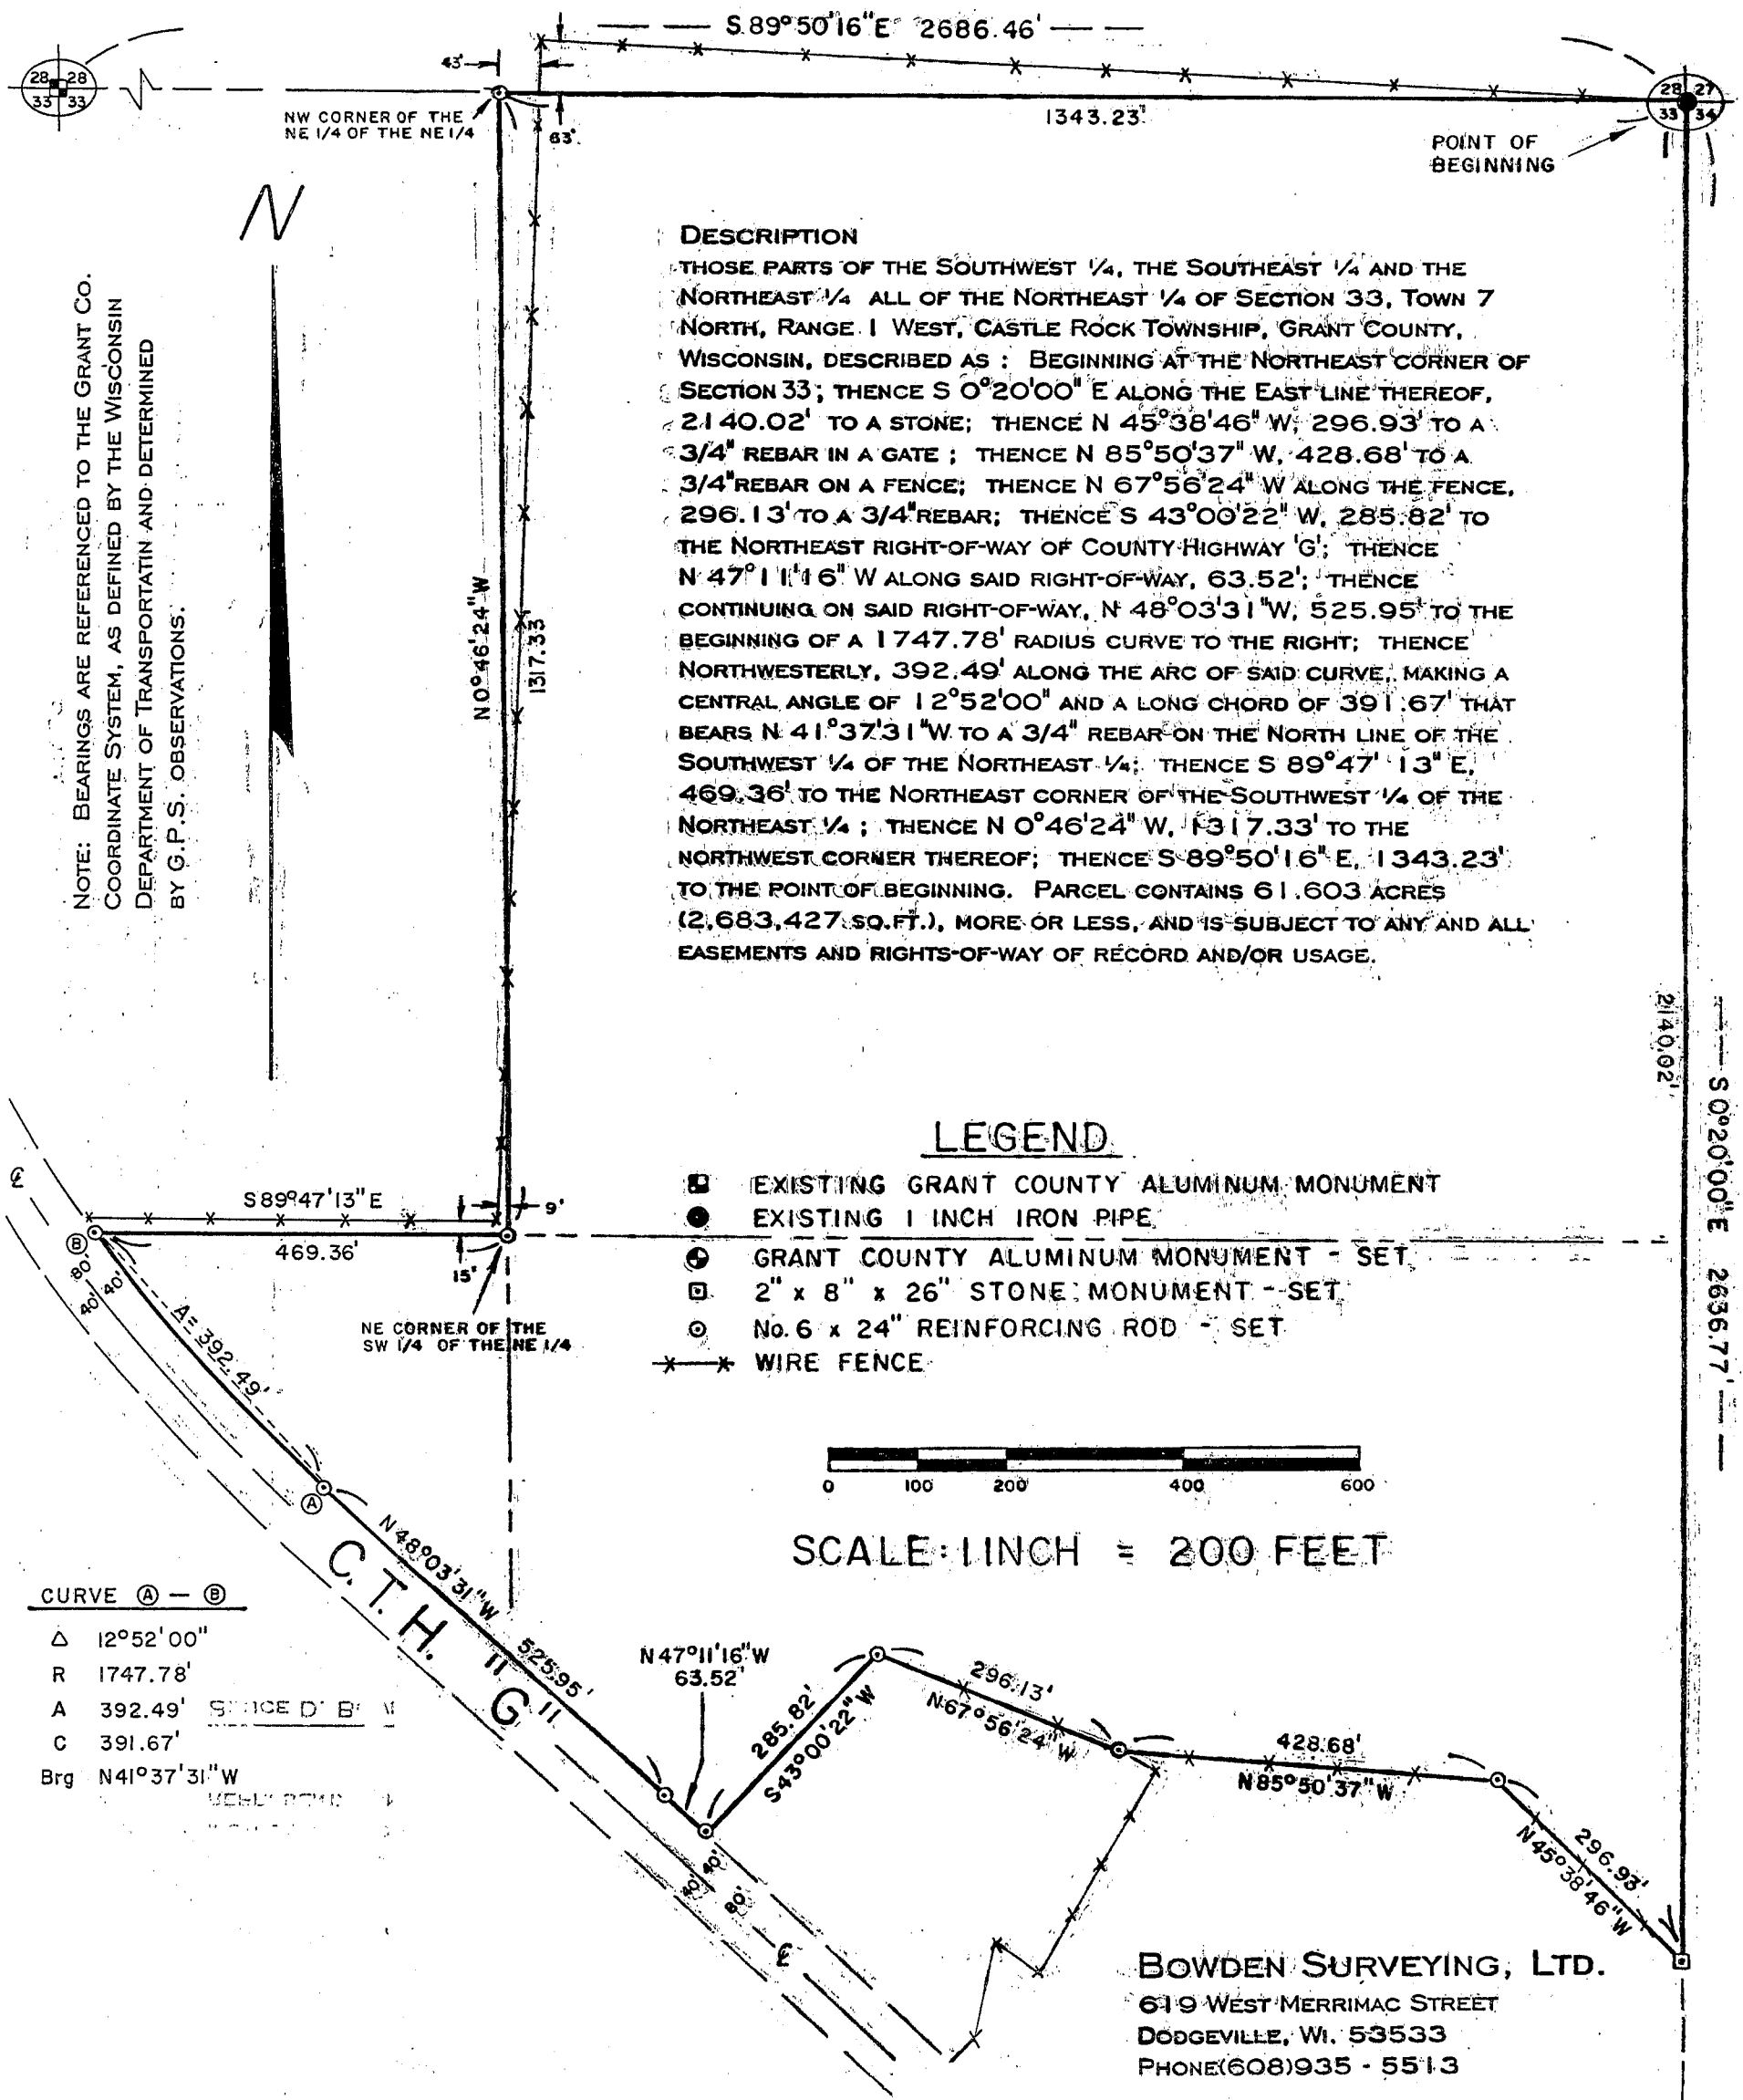 S 89°50'16"E 2686.46'
28 28
33 33
43'
NW CORNER OF THE
NE 1/4 OF THE NE 1/4
63'
1343.23'
28 27
33 34
POINT OF
BEGINNING
N
NOTE: BEARINGS ARE REFERENCED TO THE GRANT CO.
COORDINATE SYSTEM, AS DEFINED BY THE WISCONSIN
DEPARTMENT OF TRANSPORTATIN AND DETERMINED
BY G.P.S. OBSERVATIONS.
N 0°46'24"W
1317.33'
DESCRIPTION
THOSE PARTS OF THE SOUTHWEST 1/4, THE SOUTHEAST 1/4 AND THE
NORTHEAST 1/4 ALL OF THE NORTHEAST 1/4 OF SECTION 33, TOWN 7
NORTH, RANGE 1 WEST, CASTLE ROCK TOWNSHIP, GRANT COUNTY,
WISCONSIN, DESCRIBED AS : BEGINNING AT THE NORTHEAST CORNER OF
SECTION 33; THENCE S 0°20'00" E ALONG THE EAST LINE THEREOF,
2140.02' TO A STONE; THENCE N 45°38'46" W, 296.93' TO A
3/4" REBAR IN A GATE ; THENCE N 85°50'37" W, 428.68' TO A
3/4" REBAR ON A FENCE; THENCE N 67°56'24" W ALONG THE FENCE,
296.13' TO A 3/4" REBAR; THENCE S 43°00'22" W, 285.82' TO
THE NORTHEAST RIGHT-OF-WAY OF COUNTY HIGHWAY 'G'; THENCE
N 47°11'16" W ALONG SAID RIGHT-OF-WAY, 63.52'; THENCE
CONTINUING ON SAID RIGHT-OF-WAY, N 48°03'31"W, 525.95' TO THE
BEGINNING OF A 1747.78' RADIUS CURVE TO THE RIGHT; THENCE
NORTHWESTERLY, 392.49' ALONG THE ARC OF SAID CURVE, MAKING A
CENTRAL ANGLE OF 12°52'00" AND A LONG CHORD OF 391.67' THAT
BEARS N 41°37'31"W TO A 3/4" REBAR ON THE NORTH LINE OF THE
SOUTHWEST 1/4 OF THE NORTHEAST 1/4; THENCE S 89°47'13" E,
469.36' TO THE NORTHEAST CORNER OF THE SOUTHWEST 1/4 OF THE
NORTHEAST 1/4 ; THENCE N 0°46'24" W, 1317.33' TO THE
NORTHWEST CORNER THEREOF; THENCE S 89°50'16" E, 1343.23'
TO THE POINT OF BEGINNING. PARCEL CONTAINS 61.603 ACRES
(2,683,427 SQ.FT.), MORE OR LESS, AND IS SUBJECT TO ANY AND ALL
EASEMENTS AND RIGHTS-OF-WAY OF RECORD AND/OR USAGE.
2140.02'
S 0°20'00"E 2636.77'
LEGEND
EXISTING GRANT COUNTY ALUMINUM MONUMENT
EXISTING 1 INCH IRON PIPE
GRANT COUNTY ALUMINUM MONUMENT - SET
2" x 8" x 26" STONE MONUMENT - SET
No. 6 x 24" REINFORCING ROD - SET
WIRE FENCE
S 89°47'13" E
469.36'
9'
15'
NE CORNER OF THE
SW 1/4 OF THE NE 1/4
B
80'
40' 40'
A = 392.49'
A
0 100 200 400 600
SCALE: 1 INCH = 200 FEET
N 48°03'31"W
525.95'
C. T. H. "G"
CURVE A — B
Δ 12°52'00"
R 1747.78'
A 392.49'
C 391.67'
Brg N41°37'31"W
N 47°11'16"W
63.52'
285.82'
S 43°00'22" W
296.13'
N 67°56'24" W
428.68'
N 85°50'37" W
296.93'
N 45°38'46" W
40' 40'
80'
BOWDEN SURVEYING, LTD.
619 WEST MERRIMAC STREET
DODGEVILLE, WI. 53533
PHONE (608)935 - 5513